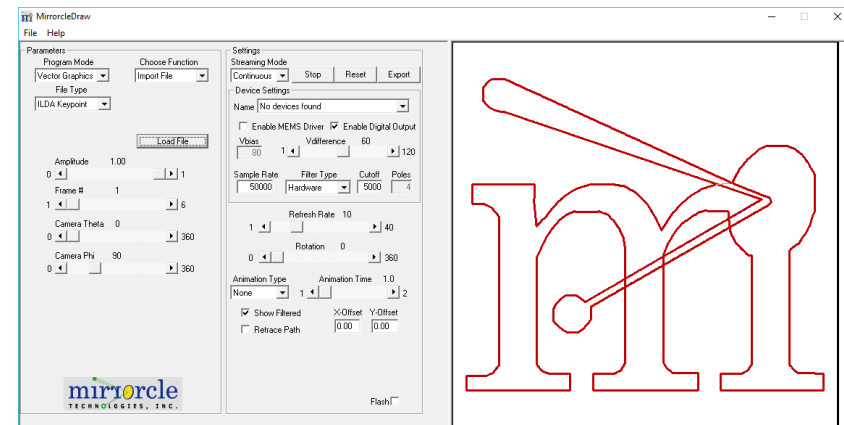 MirrorcleDraw
File Help
Parameters
Program Mode Choose Function
Vector Graphics Import File
File Type
ILDA Keypoint
Load File
Amplitude 1.00
0 1
Frame # 1
1 6
Camera Theta 0
0 360
Camera Phi 90
0 360
mirrorcle
TECHNOLOGIES, INC.
Settings
Streaming Mode
Continuous Stop Reset Export
Device Settings
Name No devices found
Enable MEMS Driver Enable Digital Output
Vbias Vdifference 60
80 1 120
Sample Rate Filter Type Cutoff Poles
50000 Hardware 5000 4
Refresh Rate 10
1 40
Rotation 0
0 360
Animation Type Animation Time 1.0
None 1 2
Show Filtered X-Offset Y-Offset
Retrace Path 0.00 0.00
Flash
m